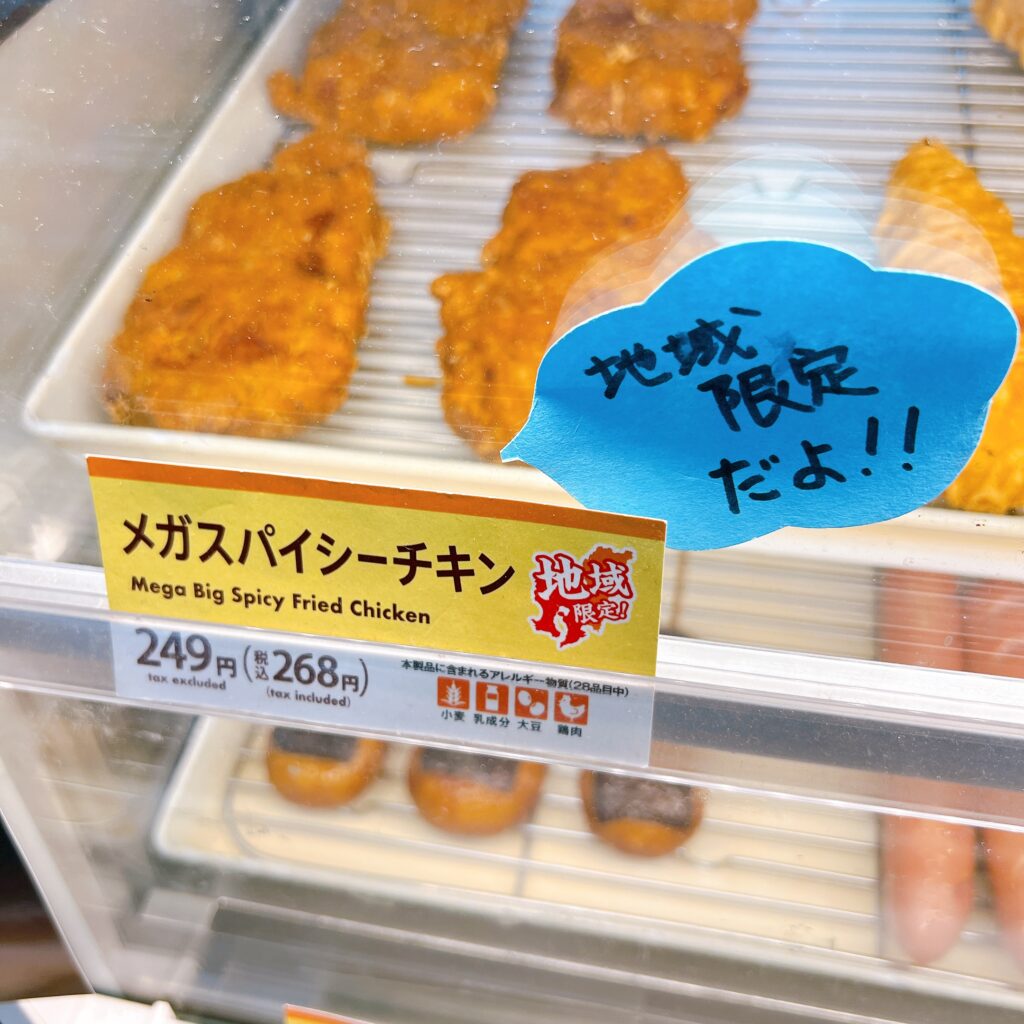 地域
限定
だよ!!
メガスパイシーチキン
Mega Big Spicy Fried Chicken
地域
限定!
249円(税込268円)
tax excluded (tax included)
本製品に含まれるアレルギー物質(28品目中)
小麦 乳成分 大豆 鶏肉